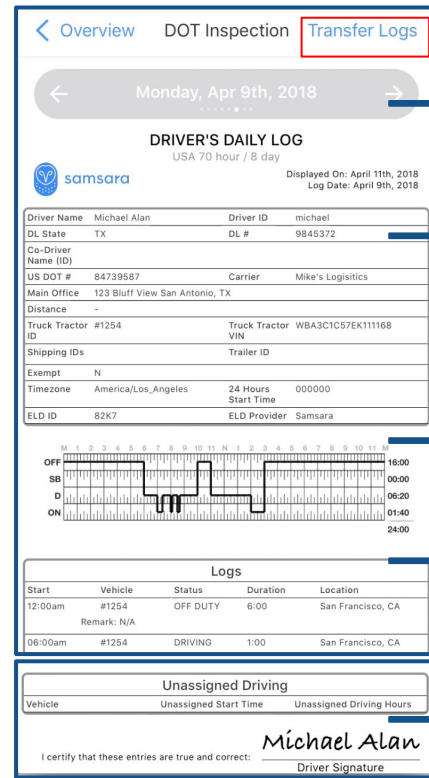 Overview DOT Inspection Transfer Logs
Monday, Apr 9th, 2018
DRIVER'S DAILY LOG
USA 70 hour / 8 day
samsara
Displayed On: April 11th, 2018
Log Date: April 9th, 2018
Driver Name Michael Alan Driver ID michael
DL State TX DL # 9845372
Co-Driver
Name (ID)
US DOT # 84739587 Carrier Mike's Logisitics
Main Office 123 Bluff View San Antonio, TX
Distance -
Truck Tractor #1254 Truck Tractor WBA3C1C57EK111168
ID VIN
Shipping IDs Trailer ID
Exempt N
Timezone America/Los_Angeles 24 Hours 000000
Start Time
ELD ID 82K7 ELD Provider Samsara
M 1 2 3 4 5 6 7 8 9 10 11 N 1 2 3 4 5 6 7 8 9 10 11 M
OFF 16:00
SB 00:00
D 06:20
ON 01:40
24:00
Logs
Start Vehicle Status Duration Location
12:00am #1254 OFF DUTY 6:00 San Francisco, CA
Remark: N/A
06:00am #1254 DRIVING 1:00 San Francisco, CA
Unassigned Driving
Vehicle Unassigned Start Time Unassigned Driving Hours
Michael Alan
I certify that these entries are true and correct:
Driver Signature